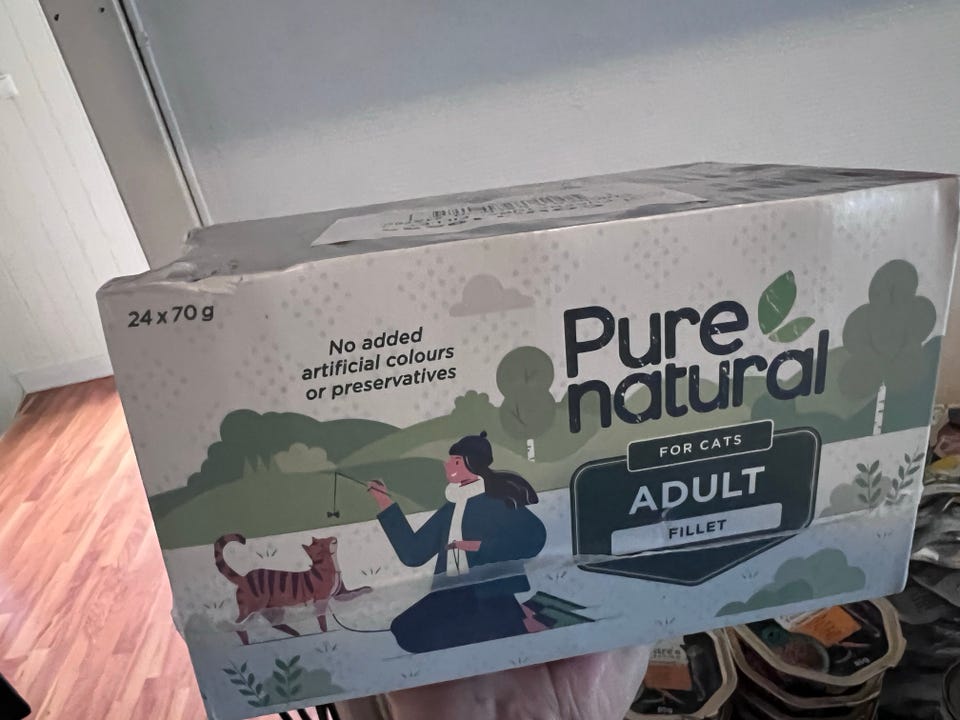 24 x 70 g
No added
artificial colours
or preservatives
Pure
natural
FOR CATS
ADULT
FILLET